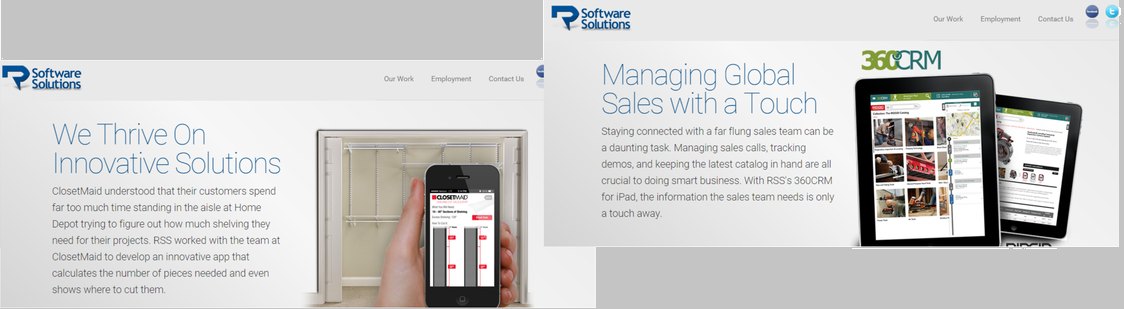 Software
Solutions
Our Work Employment Contact Us
We Thrive On
Innovative Solutions
ClosetMaid understood that their customers spend
far too much time standing in the aisle at Home
Depot trying to figure out how much shelving they
need for their projects. RSS worked with the team at
ClosetMaid to develop an innovative app that
calculates the number of pieces needed and even
shows where to cut them.
CLOSETMAID
Software
Solutions
Our Work Employment Contact Us
360CRM
Managing Global
Sales with a Touch
Staying connected with a far flung sales team can be
a daunting task. Managing sales calls, tracking
demos, and keeping the latest catalog in hand are all
crucial to doing smart business. With RSS's 360CRM
for iPad, the information the sales team needs is only
a touch away.
RIDGID